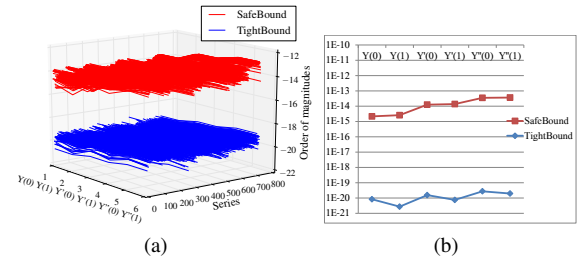 SafeBound
TightBound
−12
−14
−16
−18
−20
−22
Order of magnitudes
1 2 3 4 5 6
Y(0) Y(1) Y'(0) Y'(1) Y''(0) Y''(1)
0 100 200 300 400 500 600 700 800
Series
(a)
1E-10
1E-11
1E-12
1E-13
1E-14
1E-15
1E-16
1E-17
1E-18
1E-19
1E-20
1E-21
Y(0) Y(1) Y'(0) Y'(1) Y''(0) Y''(1)
SafeBound
TightBound
(b)